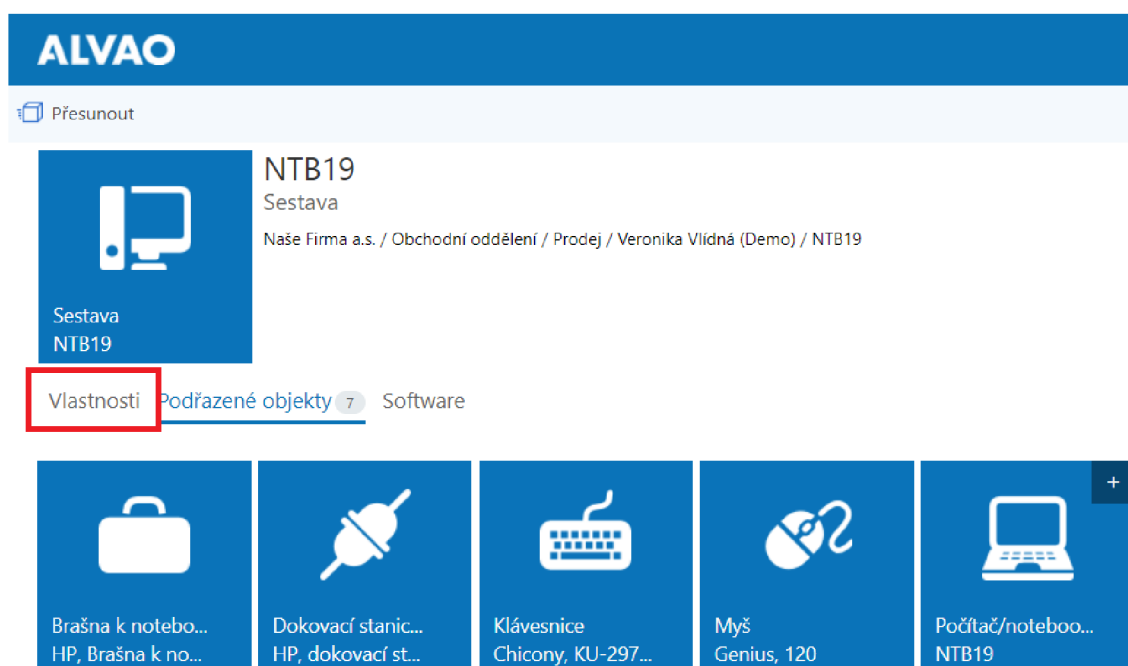 ALVAO
Přesunout
NTB19
Sestava
Naše Firma a.s. / Obchodní oddělení / Prodej / Veronika Vlídná (Demo) / NTB19
Sestava
NTB19
Vlastnosti Podřazené objekty 7 Software
+
Brašna k notebo... Dokovací stanic... Klávesnice Myš Počítač/noteboo...
HP, Brašna k no... HP, dokovací st... Chicony, KU-297... Genius, 120 NTB19